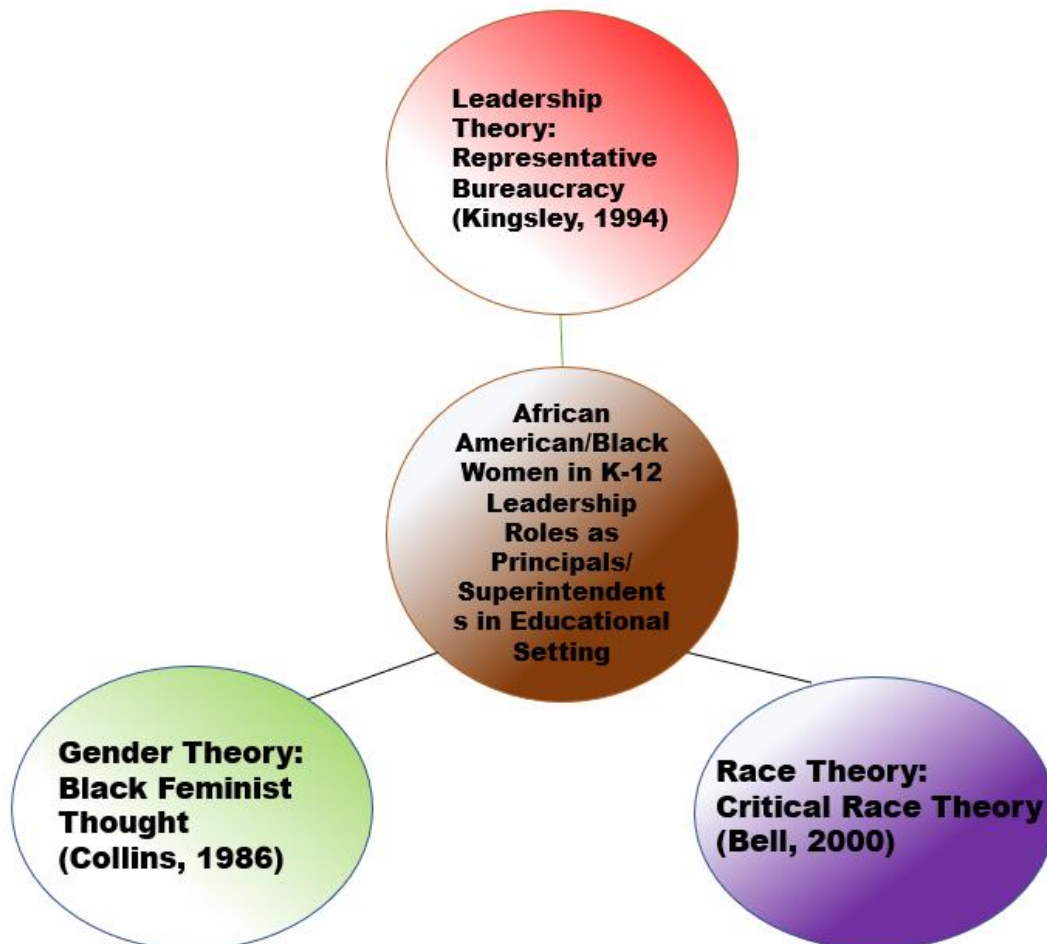 Leadership
Theory:
Representative
Bureaucracy
(Kingsley, 1994)
African
American/Black
Women in K-12
Leadership
Roles as
Principals/
Superintendent
s in Educational
Setting
Gender Theory:
Black Feminist
Thought
(Collins, 1986)
Race Theory:
Critical Race Theory
(Bell, 2000)